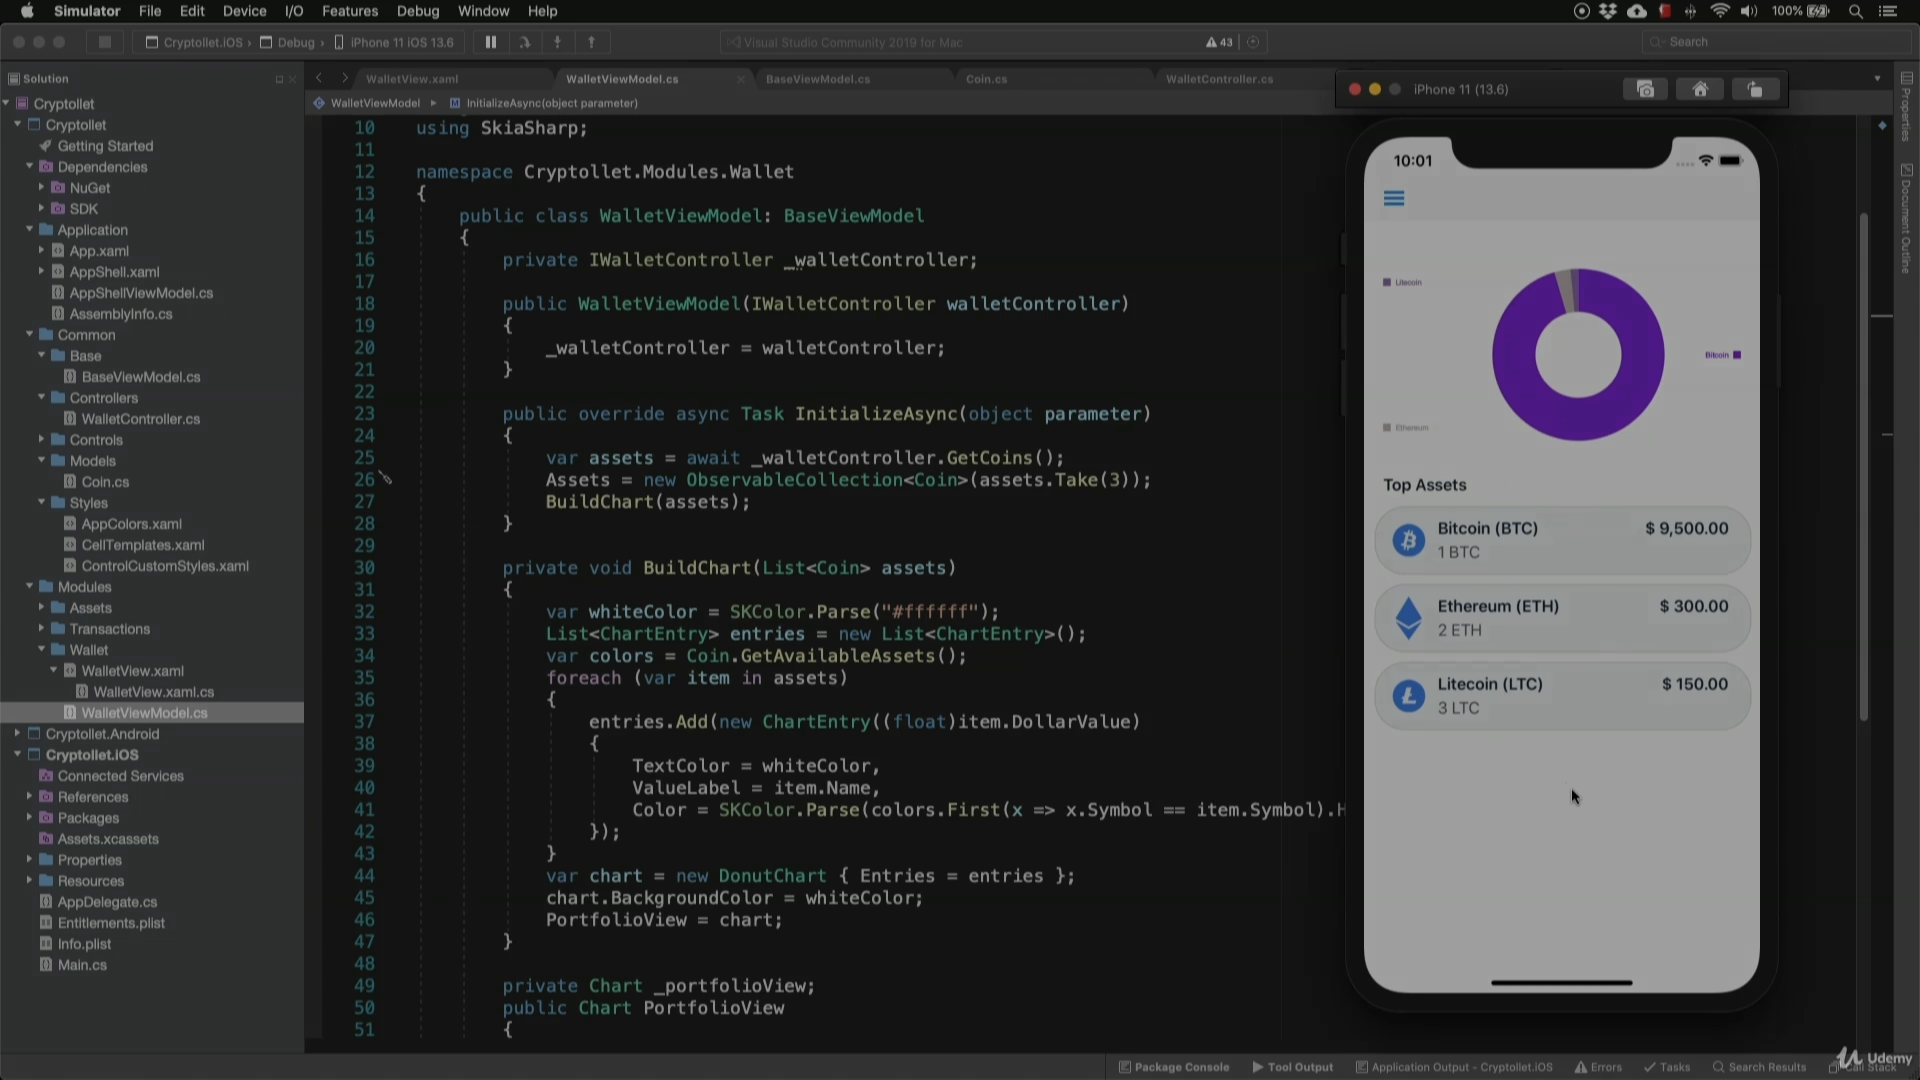 Simulator File Edit Device I/O Features Debug Window Help 100%
Cryptollet.iOS › Debug › iPhone 11 iOS 13.6 Visual Studio Community 2019 for Mac 43 Search
Solution
Cryptollet
Cryptollet
Getting Started
Dependencies
NuGet
SDK
Application
App.xaml
AppShell.xaml
AppShellViewModel.cs
AssemblyInfo.cs
Common
Base
BaseViewModel.cs
Controllers
WalletController.cs
Controls
Models
Coin.cs
Styles
AppColors.xaml
CellTemplates.xaml
ControlCustomStyles.xaml
Modules
Assets
Transactions
Wallet
WalletView.xaml
WalletView.xaml.cs
WalletViewModel.cs
Cryptollet.Android
Cryptollet.iOS
Connected Services
References
Packages
Assets.xcassets
Properties
Resources
AppDelegate.cs
Entitlements.plist
Info.plist
Main.cs
WalletView.xaml WalletViewModel.cs BaseViewModel.cs Coin.cs WalletController.cs
WalletViewModel InitializeAsync(object parameter)
10 using SkiaSharp;
11
12 namespace Cryptollet.Modules.Wallet
13 {
14 public class WalletViewModel: BaseViewModel
15 {
16 private IWalletController _walletController;
17
18 public WalletViewModel(IWalletController walletController)
19 {
20 _walletController = walletController;
21 }
22
23 public override async Task InitializeAsync(object parameter)
24 {
25 var assets = await _walletController.GetCoins();
26 Assets = new ObservableCollection<Coin>(assets.Take(3));
27 BuildChart(assets);
28 }
29
30 private void BuildChart(List<Coin> assets)
31 {
32 var whiteColor = SKColor.Parse("#ffffff");
33 List<ChartEntry> entries = new List<ChartEntry>();
34 var colors = Coin.GetAvailableAssets();
35 foreach (var item in assets)
36 {
37 entries.Add(new ChartEntry((float)item.DollarValue)
38 {
39 TextColor = whiteColor,
40 ValueLabel = item.Name,
41 Color = SKColor.Parse(colors.First(x => x.Symbol == item.Symbol).H
42 });
43 }
44 var chart = new DonutChart { Entries = entries };
45 chart.BackgroundColor = whiteColor;
46 PortfolioView = chart;
47 }
48
49 private Chart _portfolioView;
50 public Chart PortfolioView
51 {
iPhone 11 (13.6)
10:01
Litecoin
Bitcoin
Ethereum
Top Assets
Bitcoin (BTC) $ 9,500.00
1 BTC
Ethereum (ETH) $ 300.00
2 ETH
Litecoin (LTC) $ 150.00
3 LTC
Properties
Document Outline
Package Console Tool Output Application Output - Cryptollet.iOS Errors Tasks Search Results Call Stack
Udemy